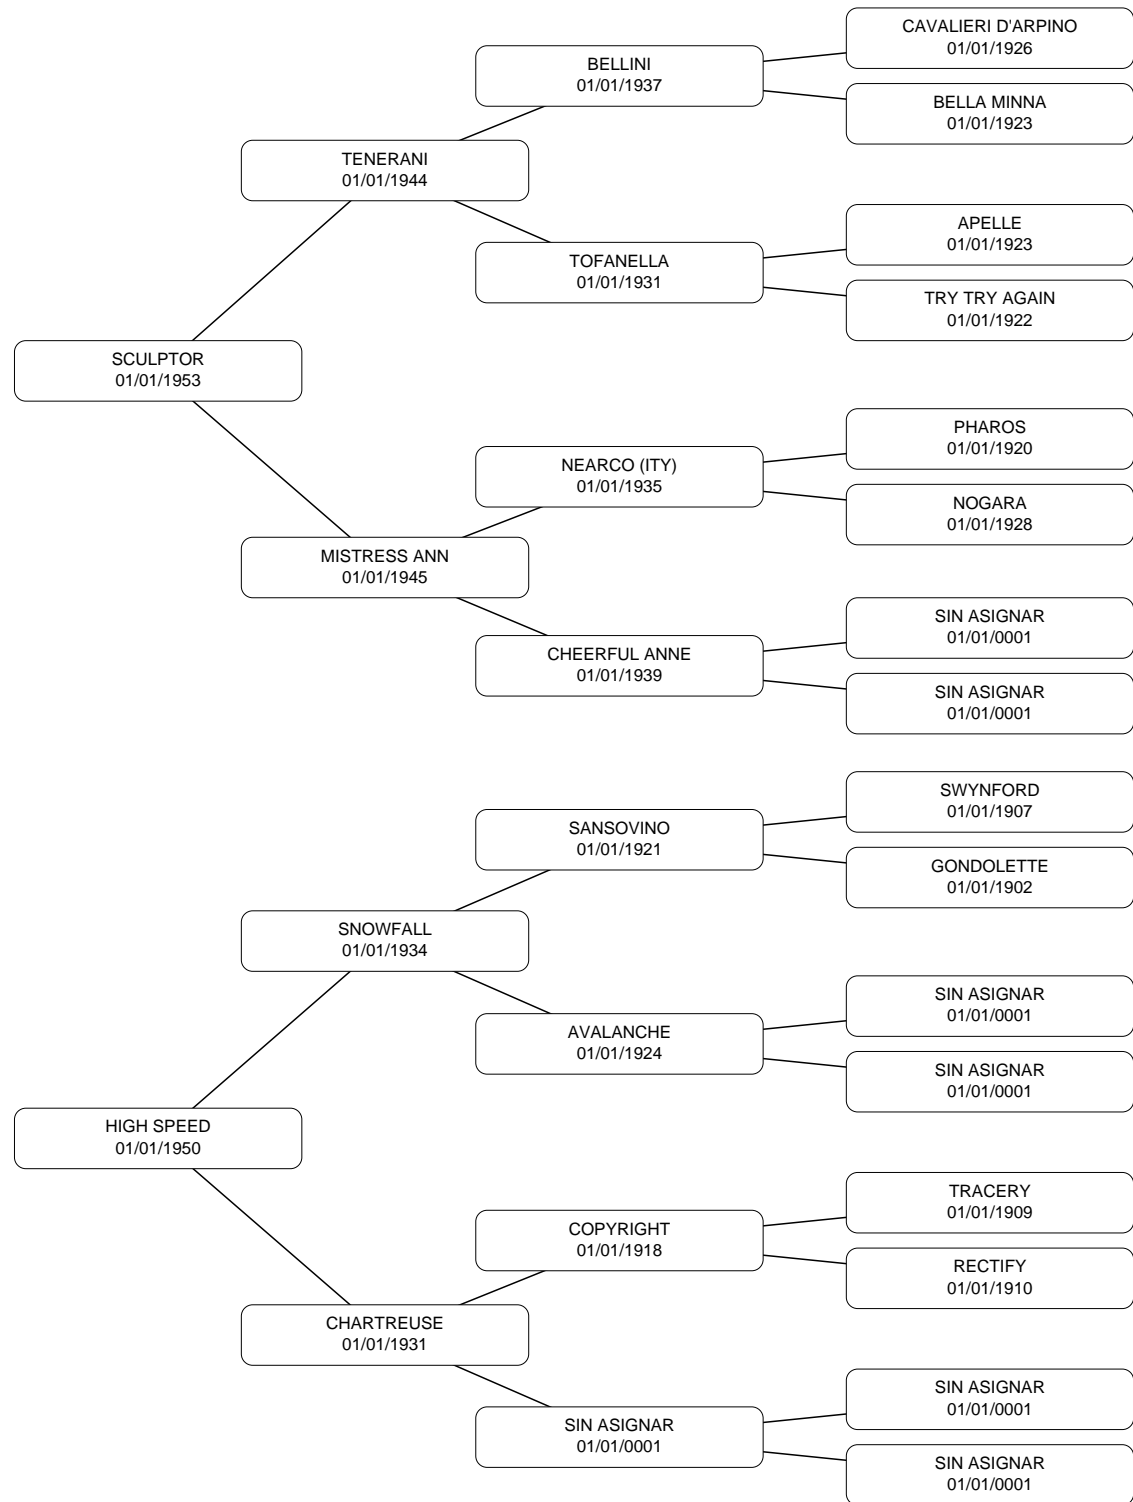 CAVALIERI D'ARPINO
01/01/1926
BELLINI
01/01/1937
BELLA MINNA
01/01/1923
TENERANI
01/01/1944
APELLE
01/01/1923
TOFANELLA
01/01/1931
TRY TRY AGAIN
01/01/1922
SCULPTOR
01/01/1953
PHAROS
01/01/1920
NEARCO (ITY)
01/01/1935
NOGARA
01/01/1928
MISTRESS ANN
01/01/1945
SIN ASIGNAR
01/01/0001
CHEERFUL ANNE
01/01/1939
SIN ASIGNAR
01/01/0001
SWYNFORD
01/01/1907
SANSOVINO
01/01/1921
GONDOLETTE
01/01/1902
SNOWFALL
01/01/1934
SIN ASIGNAR
01/01/0001
AVALANCHE
01/01/1924
SIN ASIGNAR
01/01/0001
HIGH SPEED
01/01/1950
TRACERY
01/01/1909
COPYRIGHT
01/01/1918
RECTIFY
01/01/1910
CHARTREUSE
01/01/1931
SIN ASIGNAR
01/01/0001
SIN ASIGNAR
01/01/0001
SIN ASIGNAR
01/01/0001